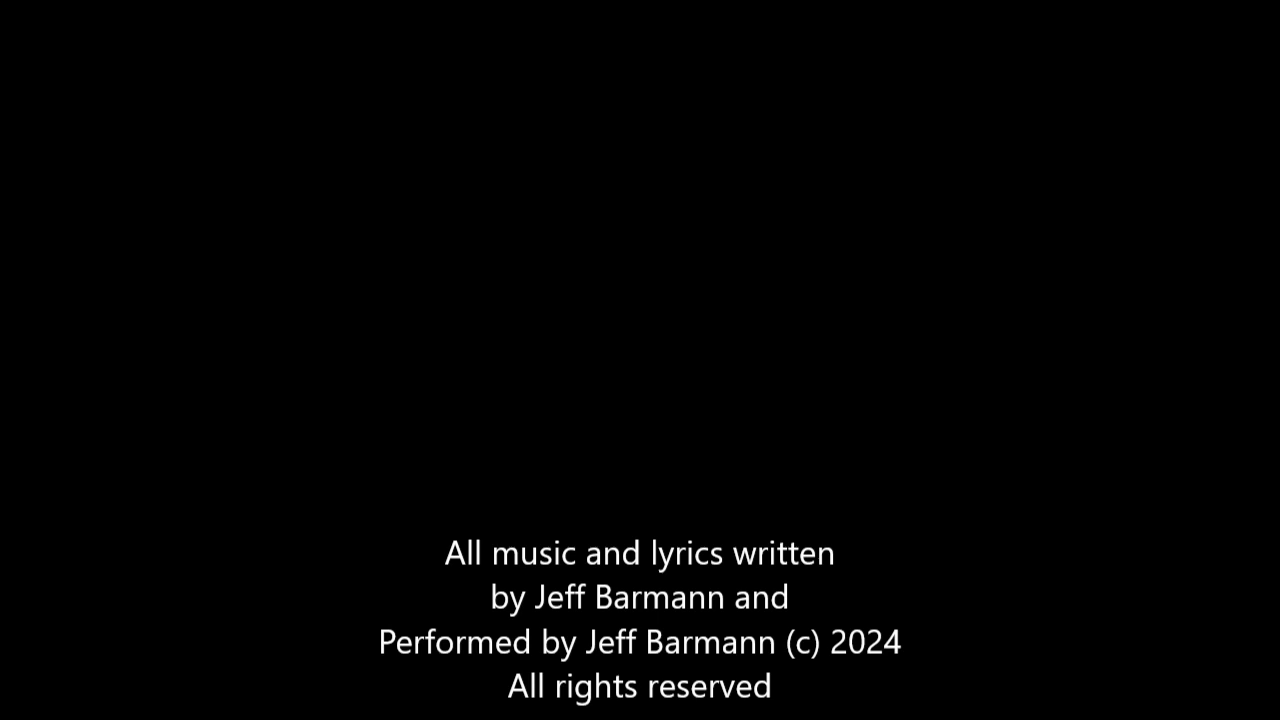 All music and lyrics written
by Jeff Barmann and
Performed by Jeff Barmann (c) 2024
All rights reserved